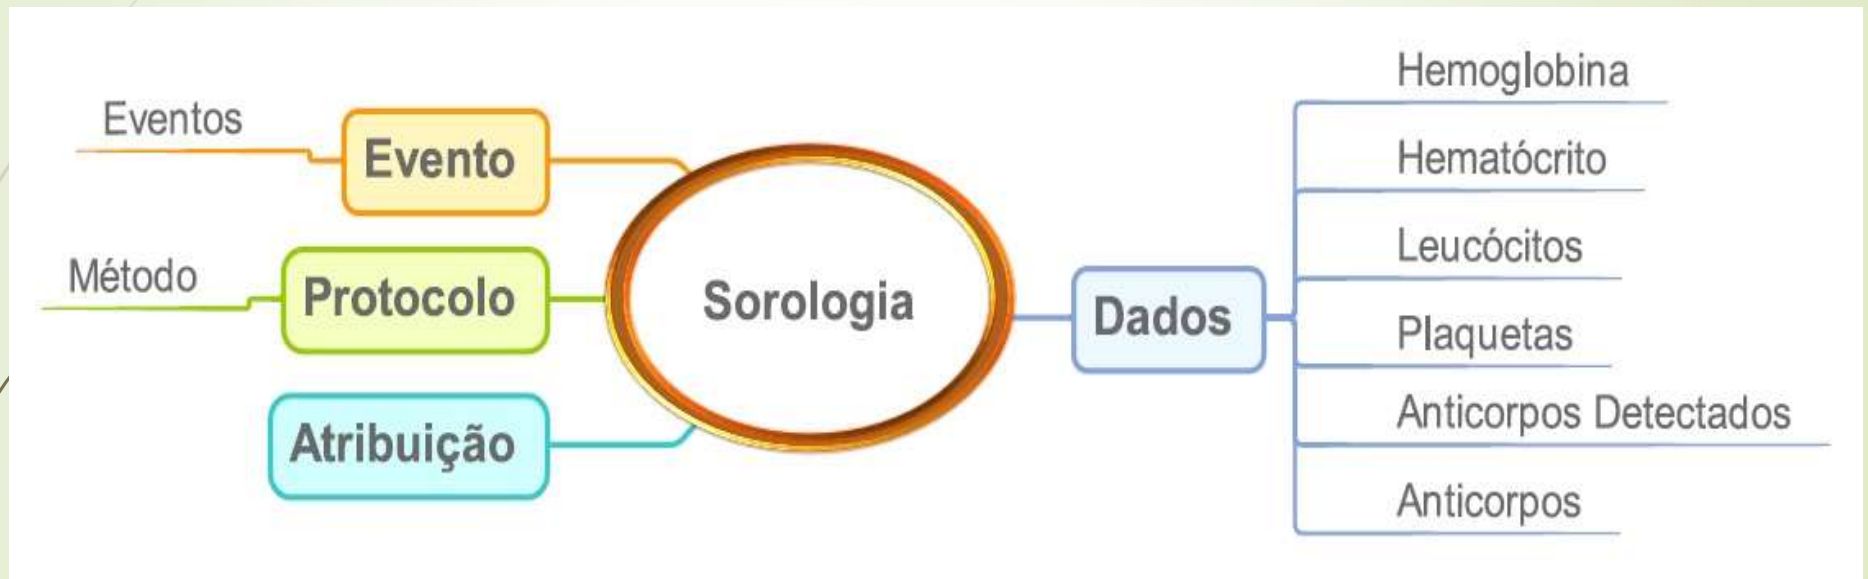 Eventos
Evento
Método
Protocolo
Atribuição
Sorologia
Dados
Hemoglobina
Hematócrito
Leucócitos
Plaquetas
Anticorpos Detectados
Anticorpos